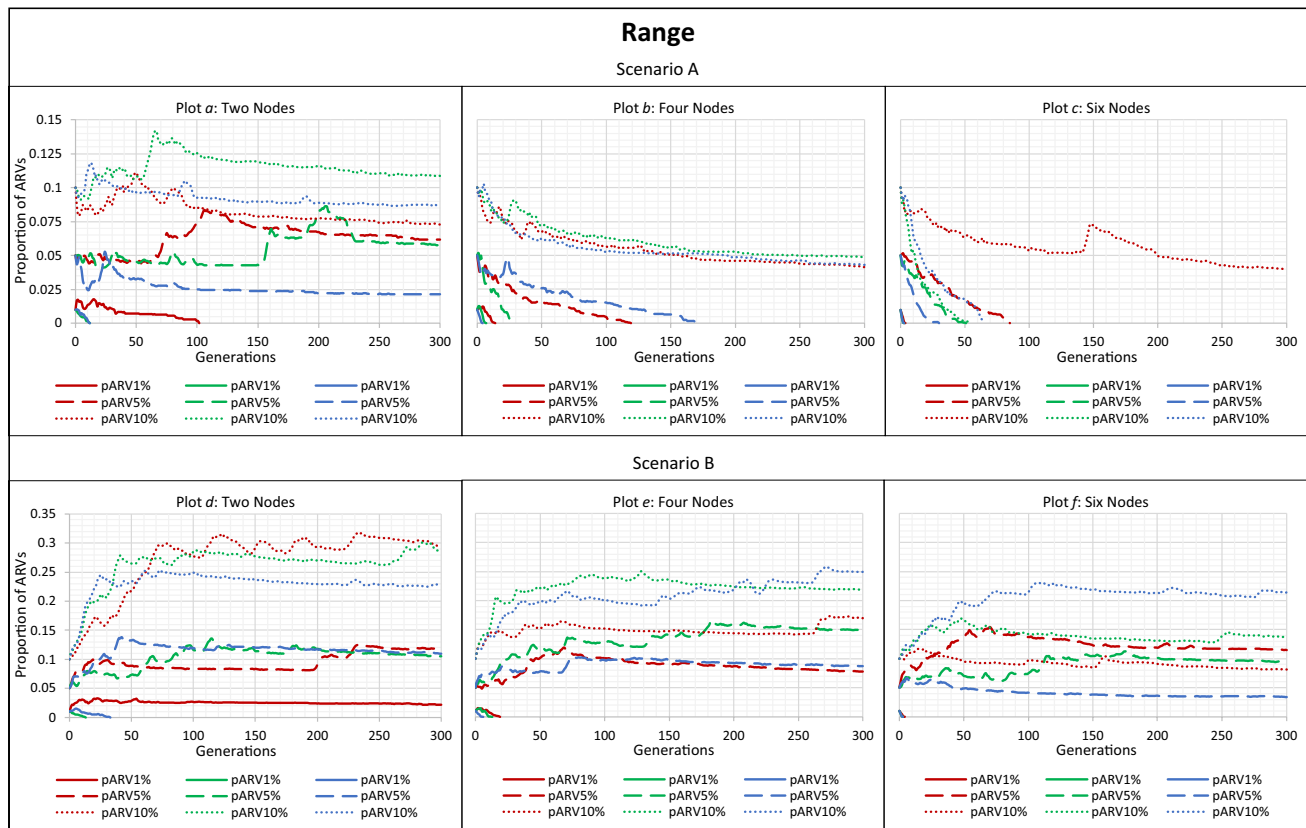 Range
Scenario A
Plot a: Two Nodes
Proportion of ARVs
0.15
0.125
0.1
0.075
0.05
0.025
0
0 50 100 150 200 250 300
Generations
pARV1% pARV1% pARV1%
pARV5% pARV5% pARV5%
pARV10% pARV10% pARV10%
Plot b: Four Nodes
0 50 100 150 200 250 300
Generations
pARV1% pARV1% pARV1%
pARV5% pARV5% pARV5%
pARV10% pARV10% pARV10%
Plot c: Six Nodes
0 50 100 150 200 250 300
Generations
pARV1% pARV1% pARV1%
pARV5% pARV5% pARV5%
pARV10% pARV10% pARV10%
Scenario B
Plot d: Two Nodes
Proportion of ARVs
0.35
0.3
0.25
0.2
0.15
0.1
0.05
0
0 50 100 150 200 250 300
Generations
pARV1% pARV1% pARV1%
pARV5% pARV5% pARV5%
pARV10% pARV10% pARV10%
Plot e: Four Nodes
0 50 100 150 200 250 300
Generations
pARV1% pARV1% pARV1%
pARV5% pARV5% pARV5%
pARV10% pARV10% pARV10%
Plot f: Six Nodes
0 50 100 150 200 250 300
Generations
pARV1% pARV1% pARV1%
pARV5% pARV5% pARV5%
pARV10% pARV10% pARV10%